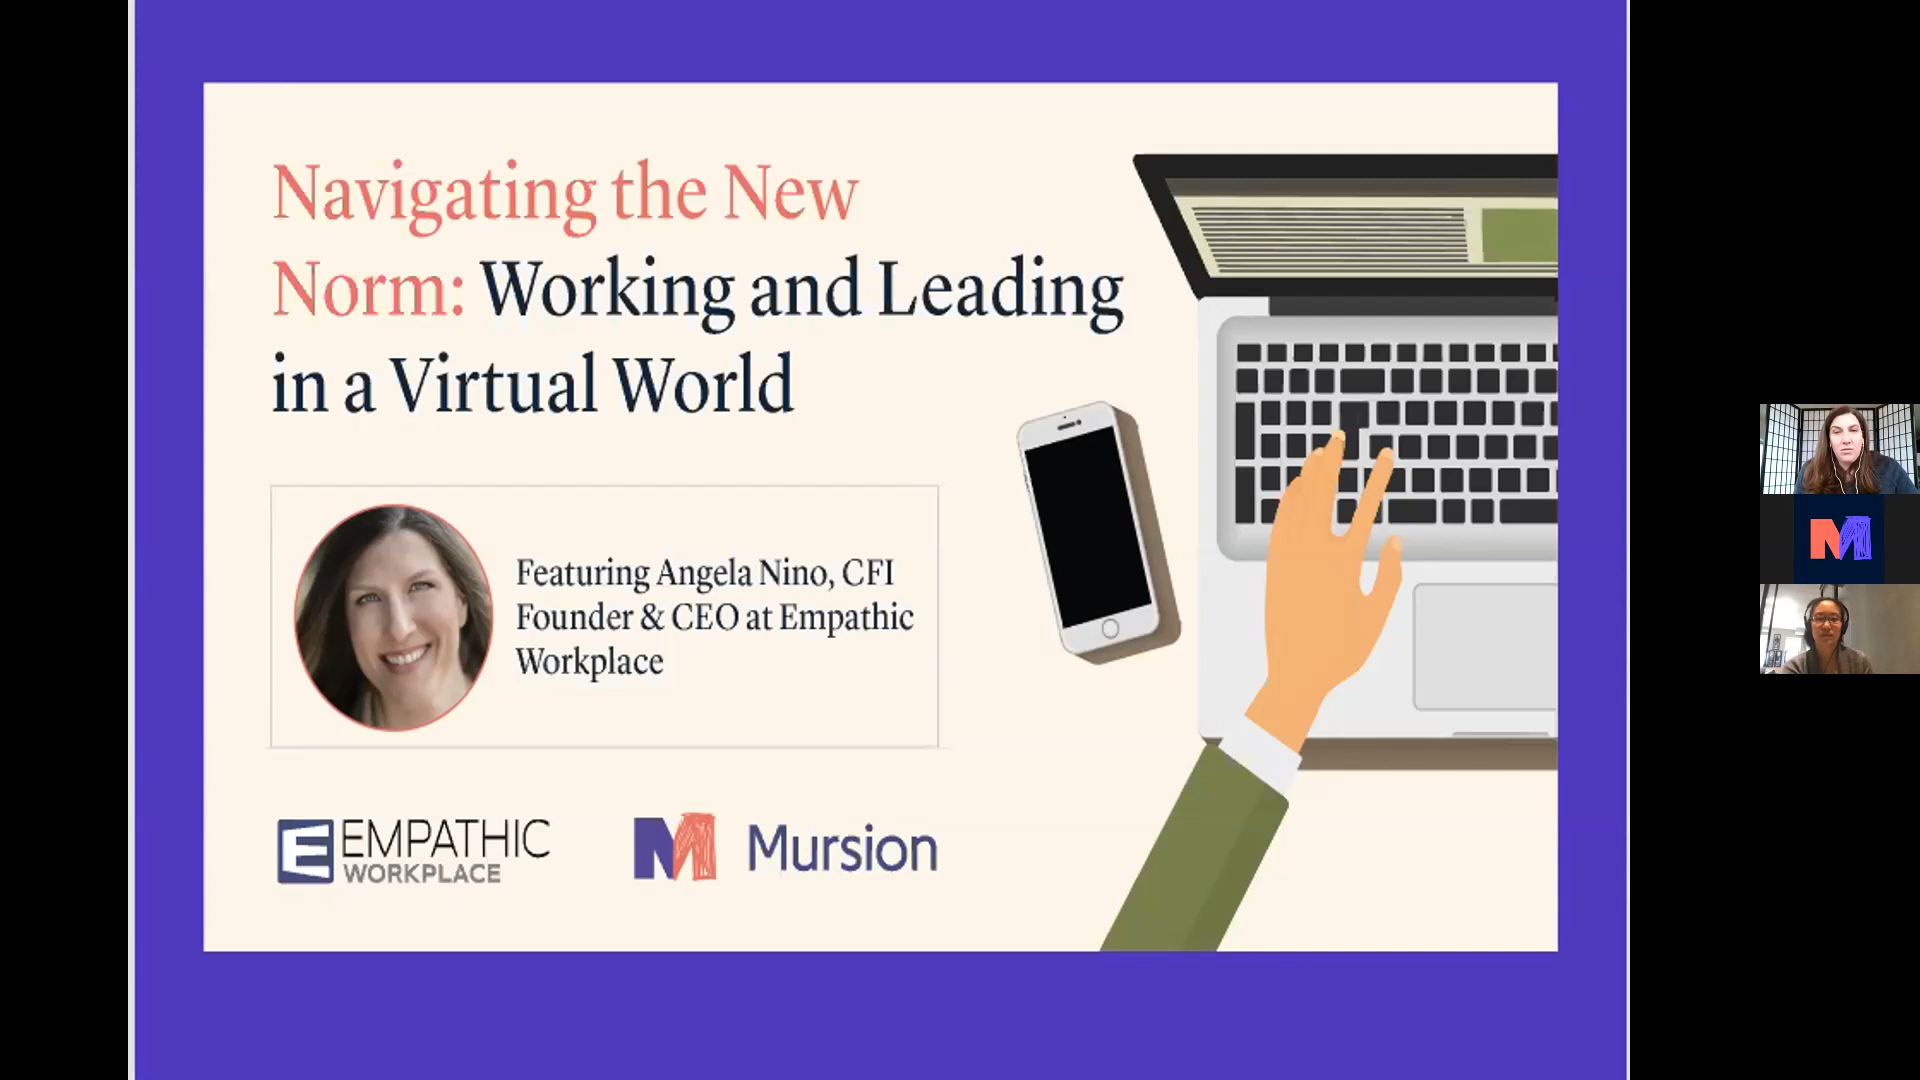 Navigating the New
Norm: Working and Leading
in a Virtual World
Featuring Angela Nino, CFI
Founder & CEO at Empathic
Workplace
E EMPATHIC
WORKPLACE
M Mursion
M